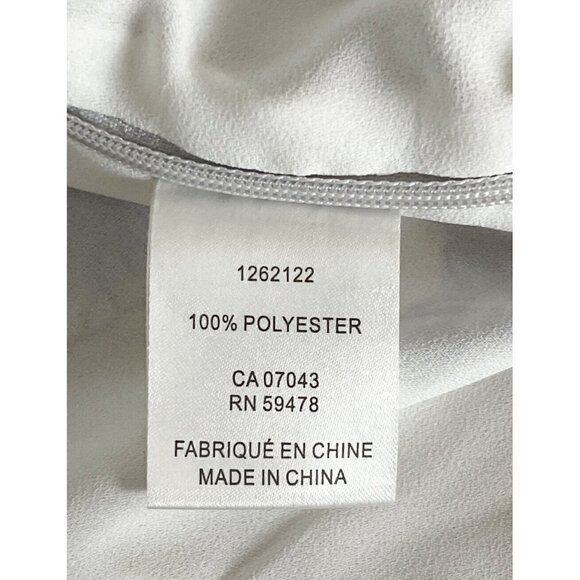 1262122
100% POLYESTER
CA 07043
RN 59478
FABRIQUÉ EN CHINE
MADE IN CHINA